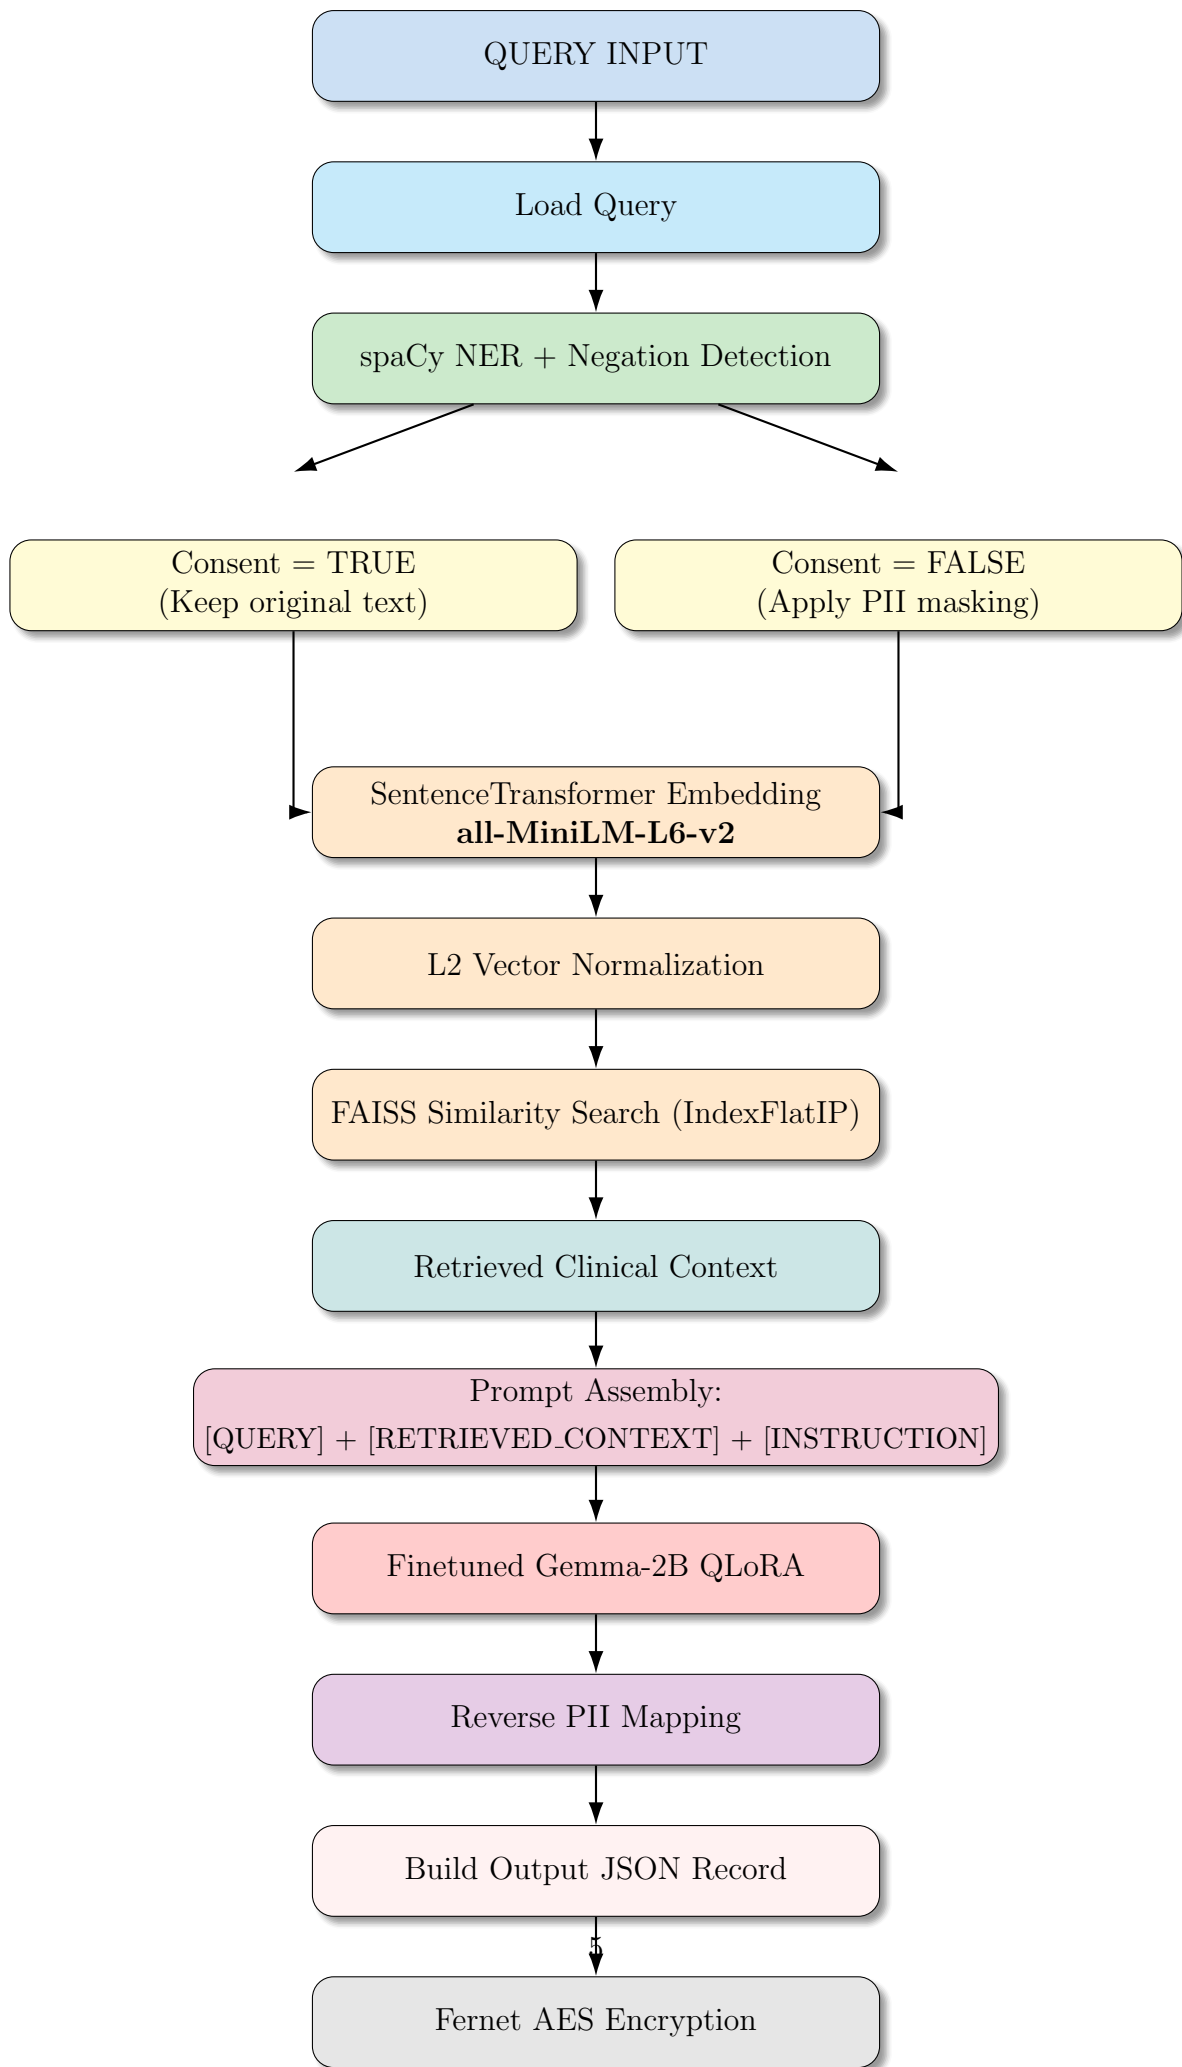 QUERY INPUT
Load Query
spaCy NER + Negation Detection
Consent = TRUE
(Keep original text)
Consent = FALSE
(Apply PII masking)
SentenceTransformer Embedding
all-MiniLM-L6-v2
L2 Vector Normalization
FAISS Similarity Search (IndexFlatIP)
Retrieved Clinical Context
Prompt Assembly:
[QUERY] + [RETRIEVED_CONTEXT] + [INSTRUCTION]
Finetuned Gemma-2B QLoRA
Reverse PII Mapping
Build Output JSON Record
5
Fernet AES Encryption